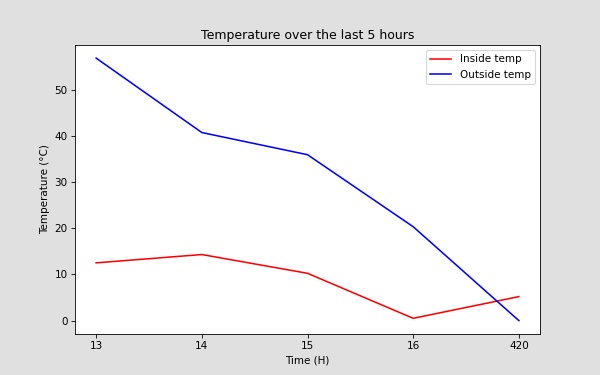 Temperature over the last 5 hours
Inside temp
Outside temp
Temperature (°C)
50
40
30
20
10
0
13 14 15 16 420
Time (H)